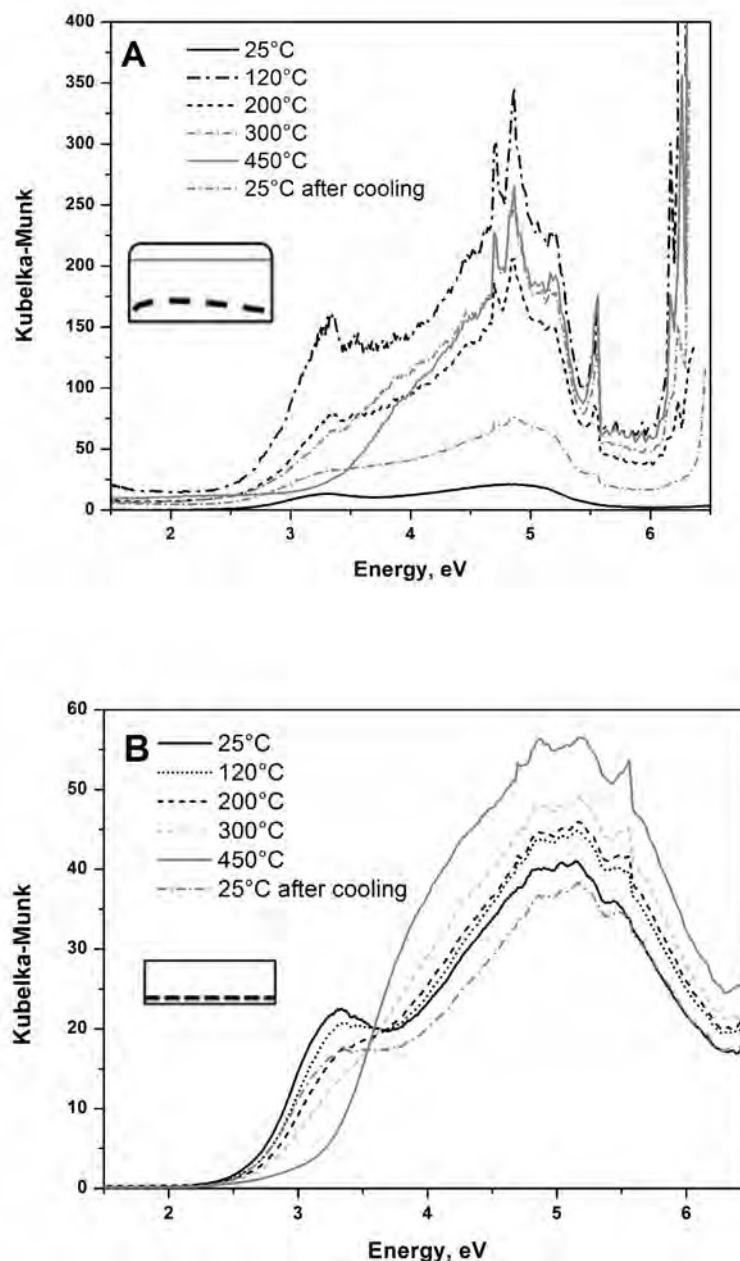 A
25°C
120°C
200°C
300°C
450°C
25°C after cooling
400
350
300
250
200
150
100
50
0
Kubelka-Munk
2 3 4 5 6
Energy, eV
B
25°C
120°C
200°C
300°C
450°C
25°C after cooling
60
50
40
30
20
10
0
Kubelka-Munk
2 3 4 5 6
Energy, eV